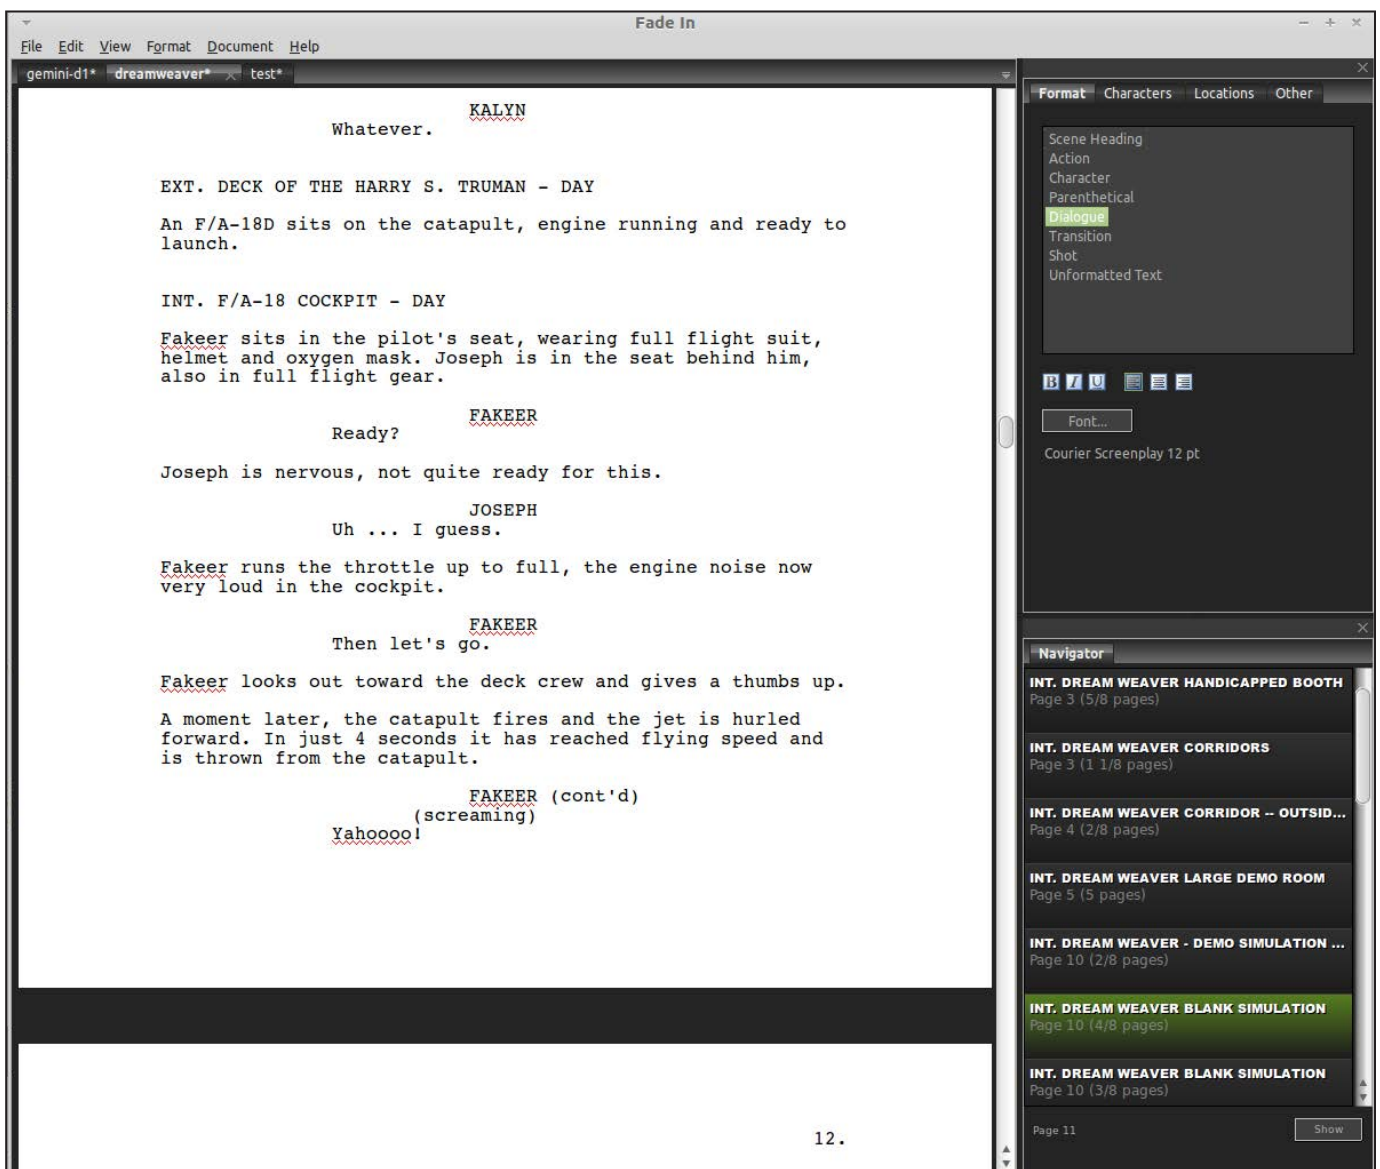 Fade In
File Edit View Format Document Help
gemini-d1* dreamweaver* test*
KALYN
Whatever.
EXT. DECK OF THE HARRY S. TRUMAN - DAY
An F/A-18D sits on the catapult, engine running and ready to
launch.
INT. F/A-18 COCKPIT - DAY
Fakeer sits in the pilot's seat, wearing full flight suit,
helmet and oxygen mask. Joseph is in the seat behind him,
also in full flight gear.
FAKEER
Ready?
Joseph is nervous, not quite ready for this.
JOSEPH
Uh ... I guess.
Fakeer runs the throttle up to full, the engine noise now
very loud in the cockpit.
FAKEER
Then let's go.
Fakeer looks out toward the deck crew and gives a thumbs up.
A moment later, the catapult fires and the jet is hurled
forward. In just 4 seconds it has reached flying speed and
is thrown from the catapult.
FAKEER (cont'd)
(screaming)
Yahoooo!
12.
Format Characters Locations Other
Scene Heading
Action
Character
Parenthetical
Dialogue
Transition
Shot
Unformatted Text
B I U
Font...
Courier Screenplay 12 pt
Navigator
INT. DREAM WEAVER HANDICAPPED BOOTH
Page 3 (5/8 pages)
INT. DREAM WEAVER CORRIDORS
Page 3 (1 1/8 pages)
INT. DREAM WEAVER CORRIDOR -- OUTSID...
Page 4 (2/8 pages)
INT. DREAM WEAVER LARGE DEMO ROOM
Page 5 (5 pages)
INT. DREAM WEAVER - DEMO SIMULATION ...
Page 10 (2/8 pages)
INT. DREAM WEAVER BLANK SIMULATION
Page 10 (4/8 pages)
INT. DREAM WEAVER BLANK SIMULATION
Page 10 (3/8 pages)
Page 11 Show